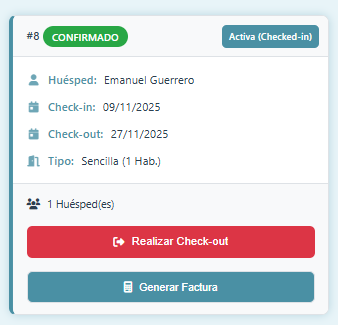 #8 CONFIRMADO Activa (Checked-in)
Huésped: Emanuel Guerrero
Check-in: 09/11/2025
Check-out: 27/11/2025
Tipo: Sencilla (1 Hab.)
1 Huésped(es)
Realizar Check-out
Generar Factura